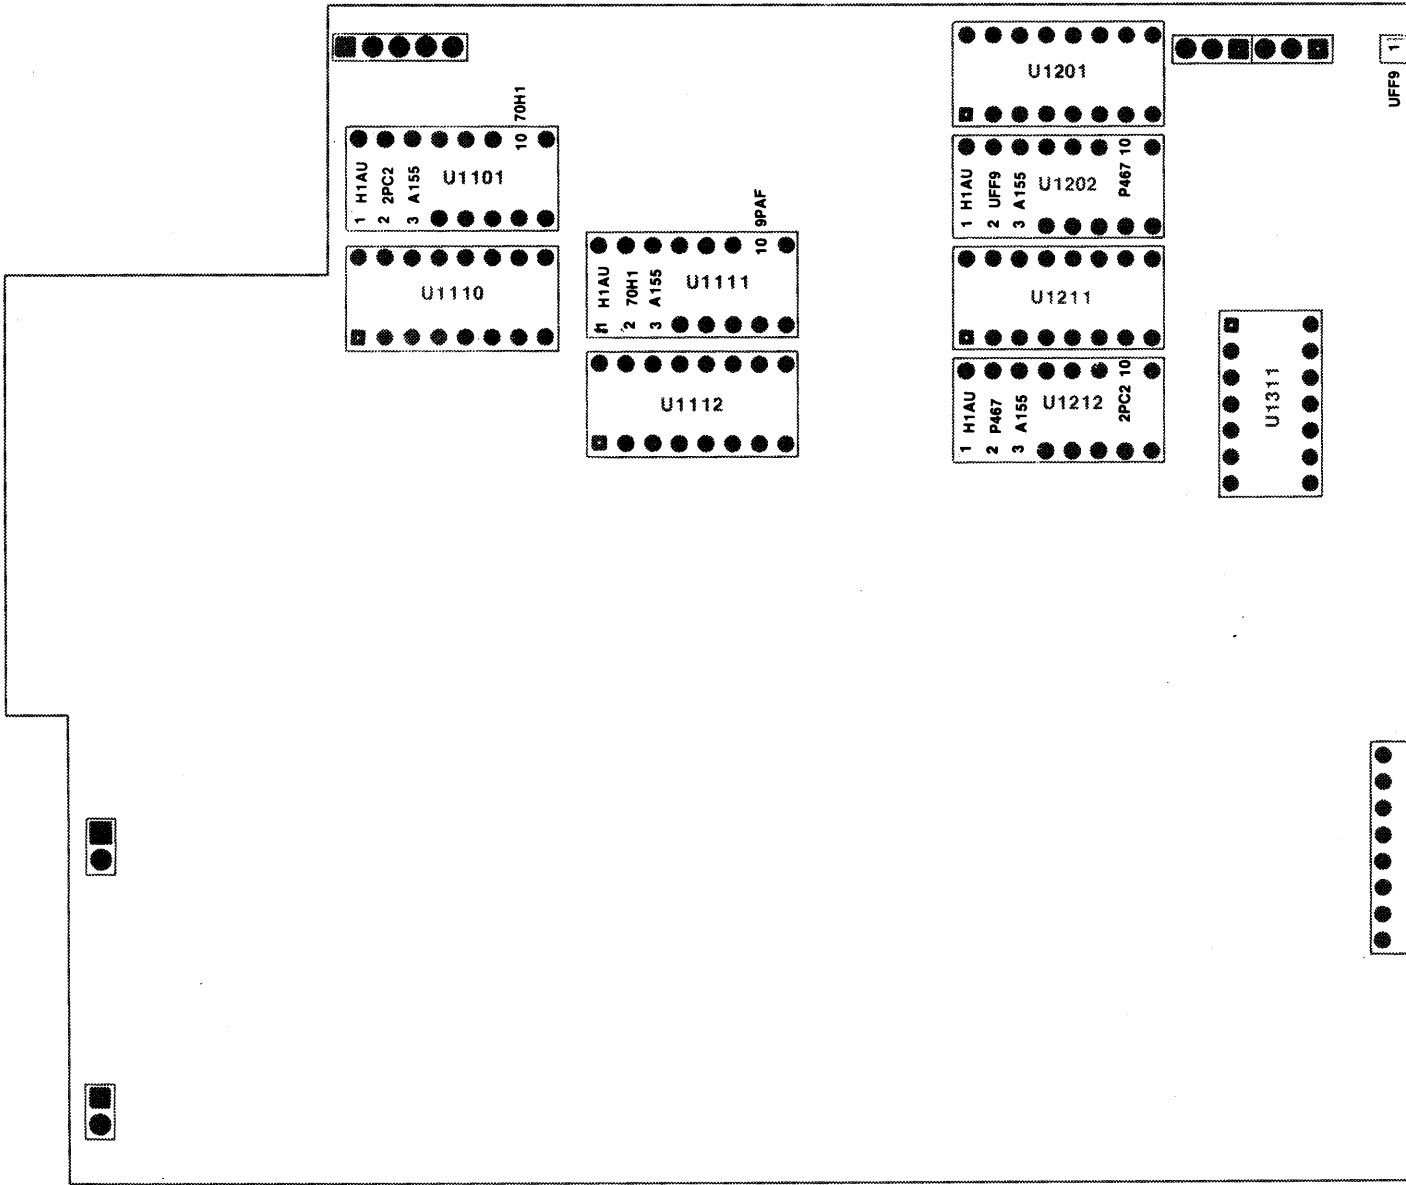 U1201
1
UFF9
70H1
10
1 H1AU
2 2PC2
3 A155
U1101
1 H1AU
2 UFF9
3 A155
U1202
P467 10
U1110
9PAF
10
1 H1AU
2 70H1
3 A155
U1111
U1211
U1112
1 H1AU
2 P467
3 A155
U1212
2PC2 10
U1311